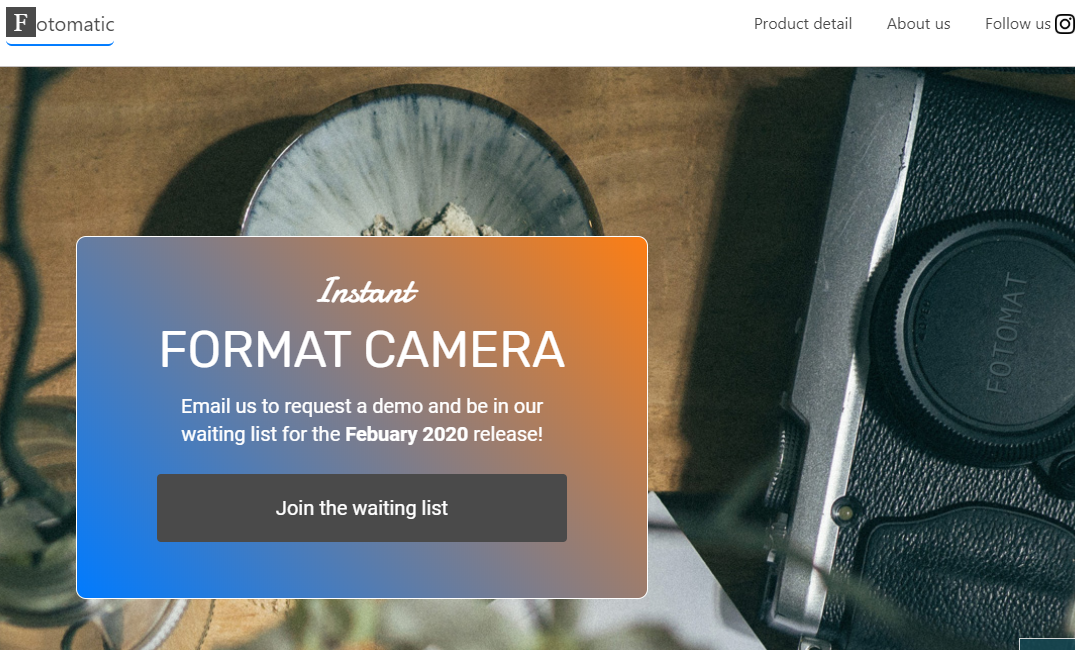 Fotomatic
Product detail
About us
Follow us
Instant
FORMAT CAMERA
Email us to request a demo and be in our
waiting list for the Febuary 2020 release!
Join the waiting list
FOTOMAT